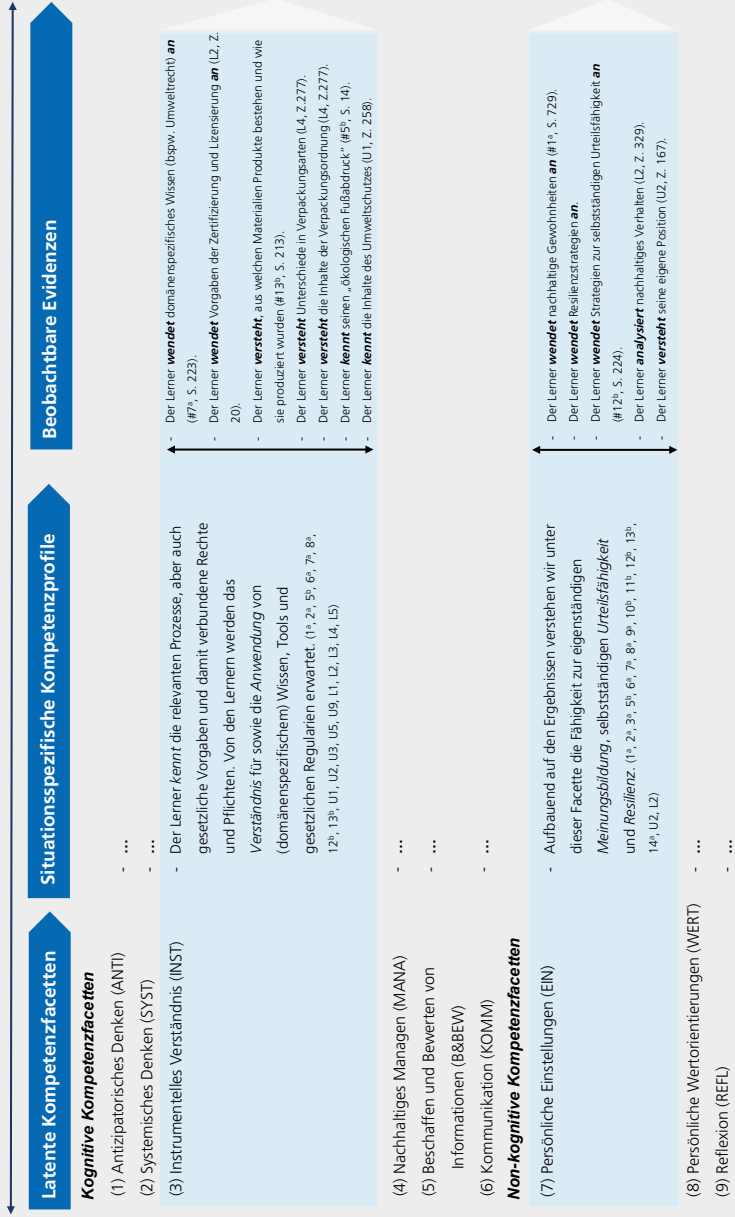 Latente Kompetenzfacetten
Situationsspezifische Kompetenzprofile
Beobachtbare Evidenzen
Kognitive Kompetenzfacetten
(1) Antizipatorisches Denken (ANTI)
- ...
(2) Systemisches Denken (SYST)
- ...
(3) Instrumentelles Verständnis (INST)
- Der Lerner kennt die relevanten Prozesse, aber auch
gesetzliche Vorgaben und damit verbundene Rechte
und Pflichten. Von den Lernern werden das
Verständnis für sowie die Anwendung von
(domänenspezifischem) Wissen, Tools und
gesetzlichen Regularien erwartet. (1ᵃ, 2ᵃ, 5ᵇ, 6ᵃ, 7ᵃ, 8ᵃ,
12ᵇ, 13ᵇ, U1, U2, U3, U5, U9, L1, L2, L3, L4, L5)
- Der Lerner wendet domänenspezifisches Wissen (bspw. Umweltrecht) an
(#7ᵃ, S. 223).
- Der Lerner wendet Vorgaben der Zertifizierung und Lizensierung an (L2, Z.
20).
- Der Lerner versteht, aus welchen Materialien Produkte bestehen und wie
sie produziert wurden (#13ᵇ, S. 213).
- Der Lerner versteht Unterschiede in Verpackungsarten (L4, Z.277).
- Der Lerner versteht die Inhalte der Verpackungsordnung (L4, Z.277).
- Der Lerner kennt seinen „ökologischen Fußabdruck“ (#5ᵇ, S. 14).
- Der Lerner kennt die Inhalte des Umweltschutzes (U1, Z. 258).
(4) Nachhaltiges Managen (MANA)
- ...
(5) Beschaffen und Bewerten von
Informationen (B&BEW)
- ...
(6) Kommunikation (KOMM)
- ...
Non-kognitive Kompetenzfacetten
(7) Persönliche Einstellungen (EIN)
- Aufbauend auf den Ergebnissen verstehen wir unter
dieser Facette die Fähigkeit zur eigenständigen
Meinungsbildung, selbstständigen Urteilsfähigkeit
und Resilienz. (1ᵃ, 2ᵃ, 3ᵃ, 5ᵇ, 6ᵃ, 7ᵃ, 8ᵃ, 9ᵃ, 10ᵇ, 11ᵇ, 12ᵇ, 13ᵇ,
14ᵃ, U2, L2)
- Der Lerner wendet nachhaltige Gewohnheiten an (#1ᵃ, S. 729).
- Der Lerner wendet Resilienzstrategien an.
- Der Lerner wendet Strategien zur selbstständigen Urteilsfähigkeit an
(#12ᵇ, S. 224).
- Der Lerner analysiert nachhaltiges Verhalten (L2, Z. 329).
- Der Lerner versteht seine eigene Position (U2, Z. 167).
(8) Persönliche Wertorientierungen (WERT)
- ...
(9) Reflexion (REFL)
- ...